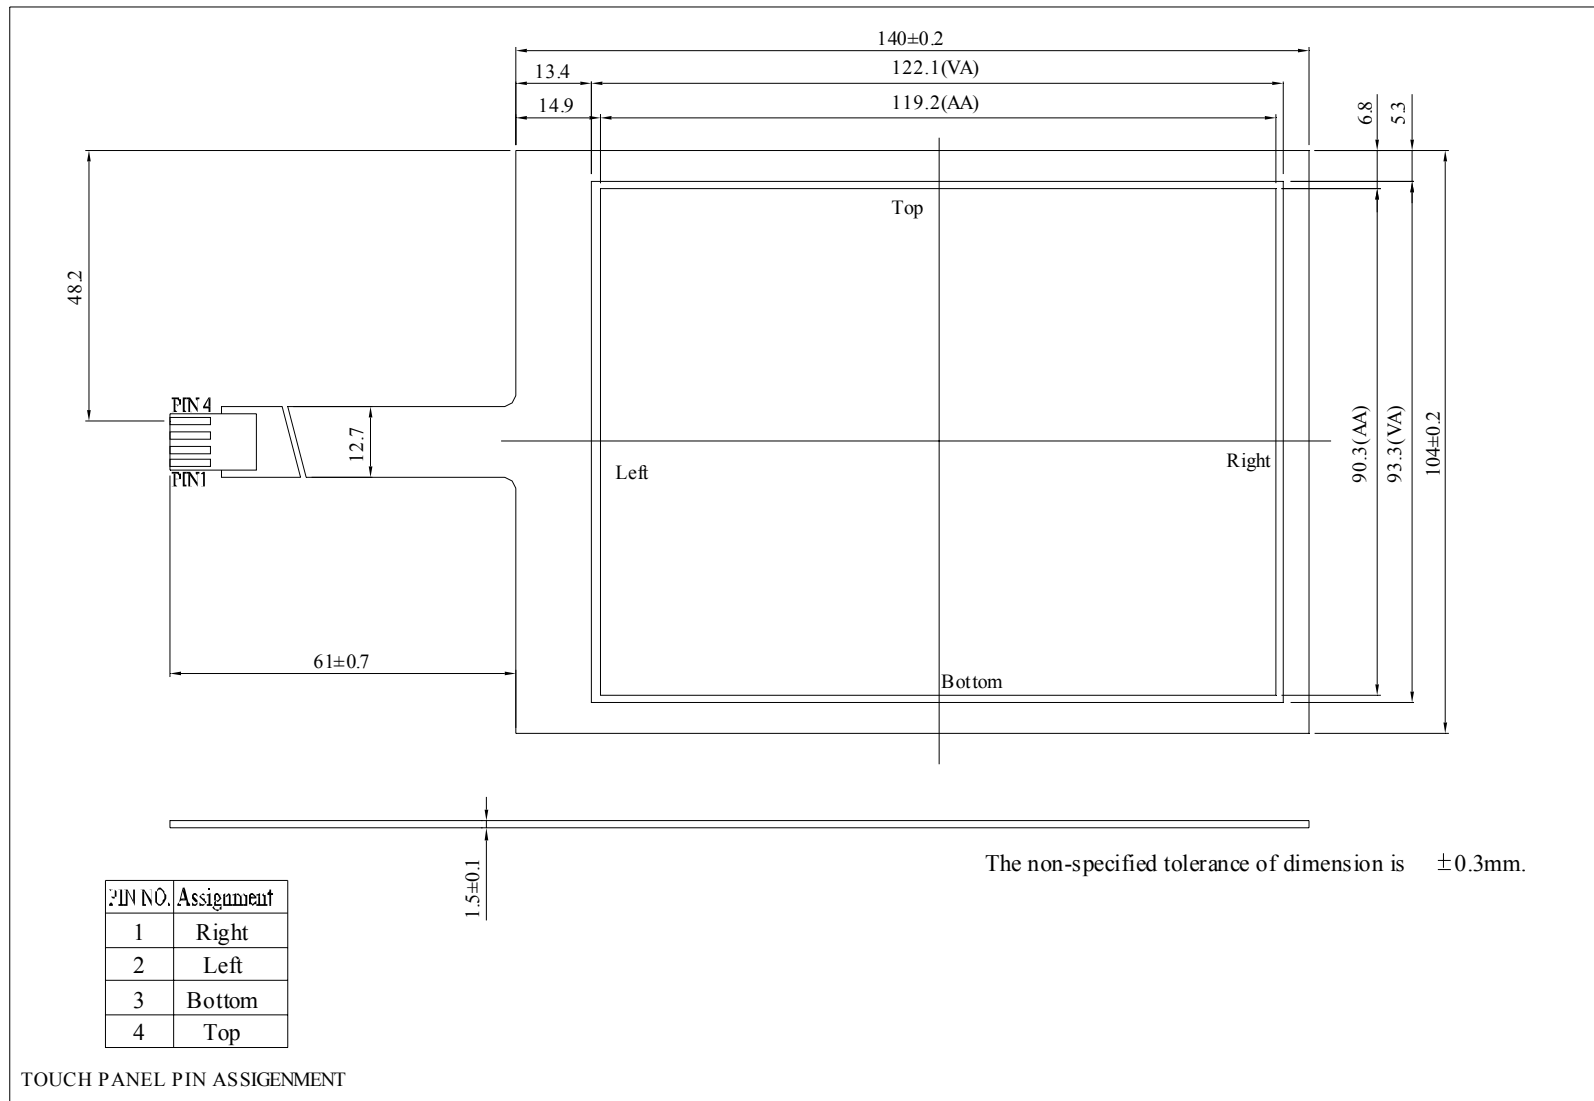 140±0.2
13.4
122.1(VA)
14.9
119.2(AA)
6.8
5.3
Top
48.2
PIN4
PIN1
12.7
Left
Right
90.3(AA)
93.3(VA)
104±0.2
61±0.7
Bottom
1.5±0.1
The non-specified tolerance of dimension is ±0.3mm.
PIN NO. Assignment
1 Right
2 Left
3 Bottom
4 Top
TOUCH PANEL PIN ASSIGENMENT